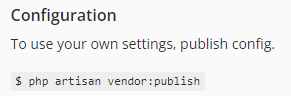 Configuration
To use your own settings, publish config.
$ php artisan vendor:publish